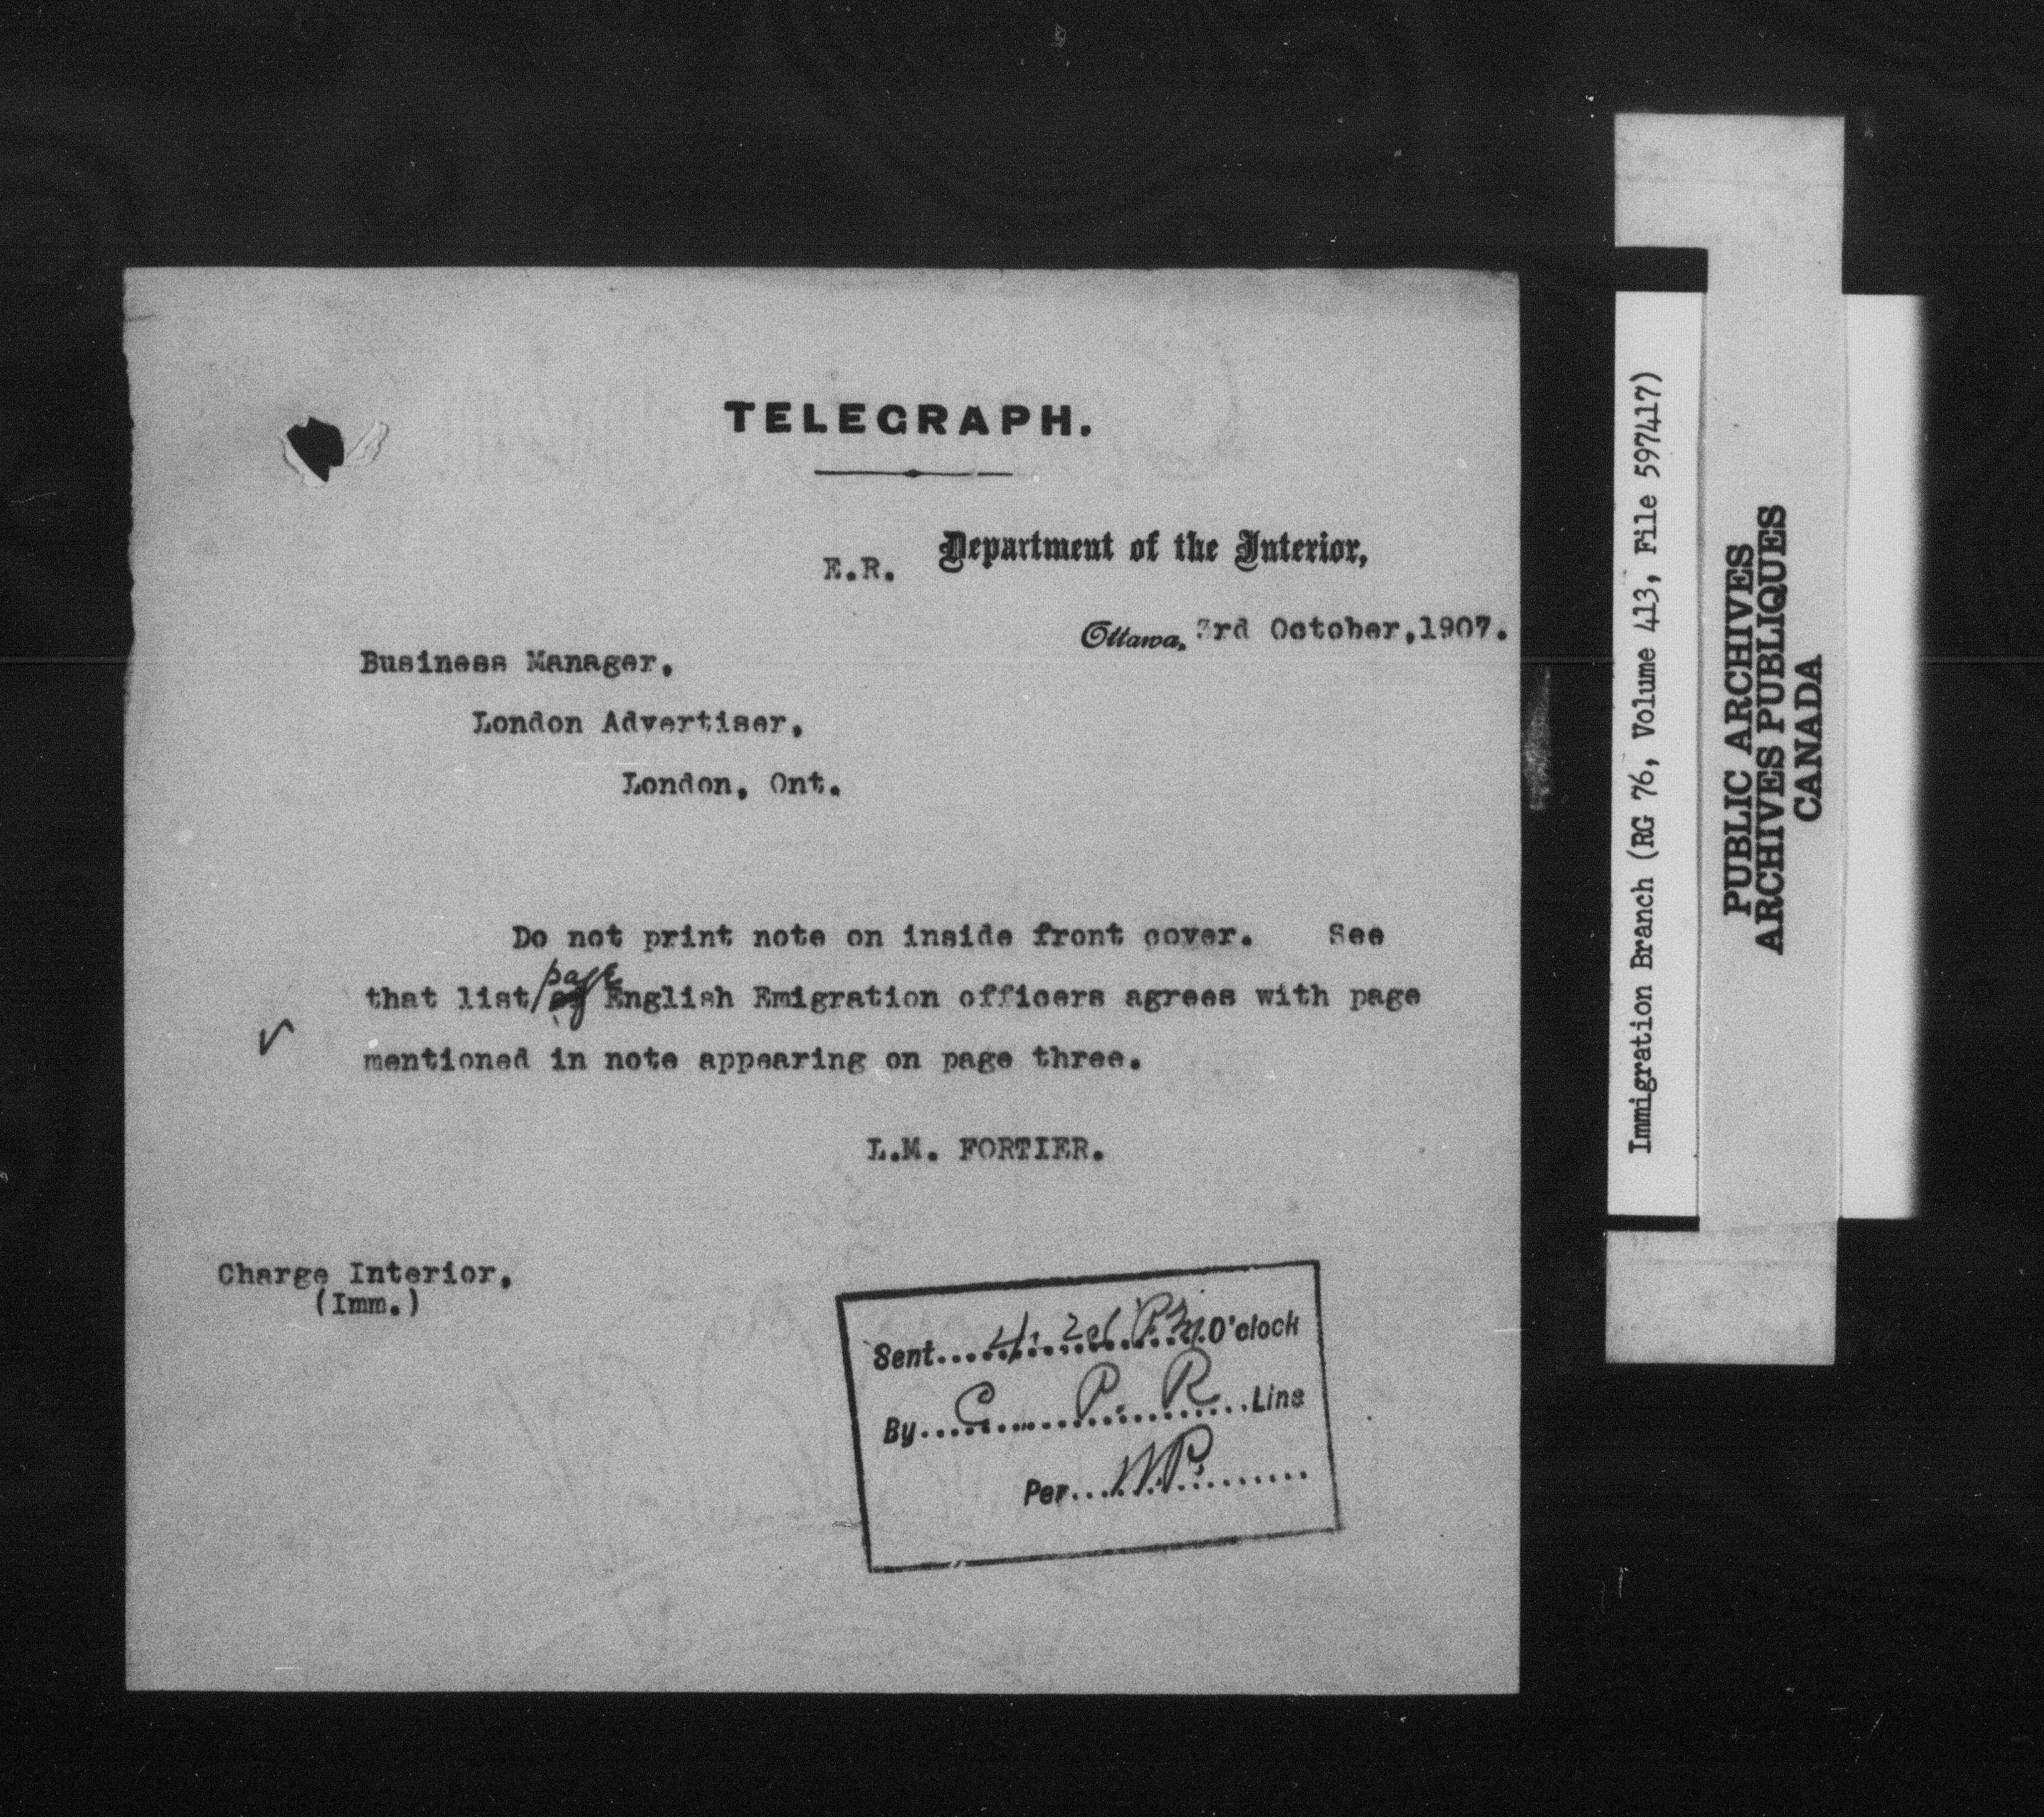 TELEGRAPH.
Department of the Interior,
E.R.
Ottawa, 3rd October, 1907.
Business Manager,
London Advertiser,
London, Ont.
Do not print note on inside front cover. See
page
that list/of English Emigration officers agrees with page
mentioned in note appearing on page three.
L.M. FORTIER.
Charge Interior,
(Imm.)
Sent....4. P.M. O'clock
By....C. P. R....Line
Per....W.P.....
Immigration Branch (RG 76, Volume 413, File 597417)
PUBLIC ARCHIVES
ARCHIVES PUBLIQUES
CANADA